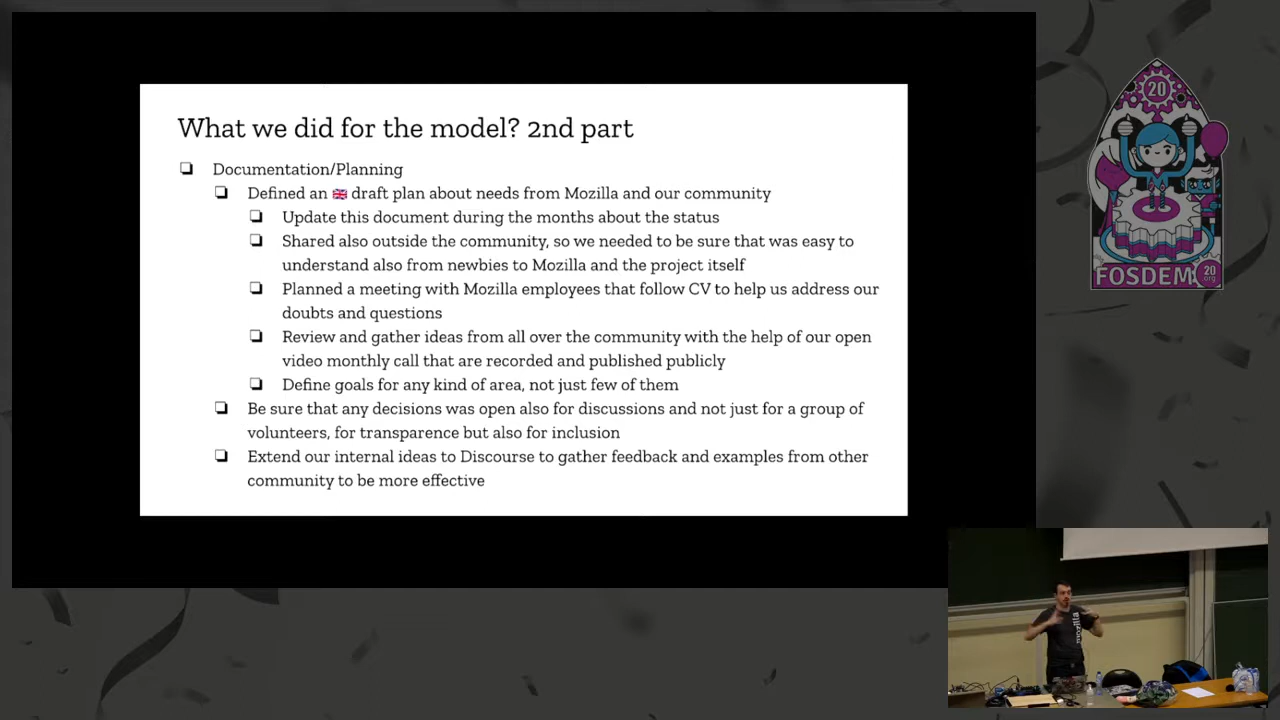 What we did for the model? 2nd part
❏ Documentation/Planning
❏ Defined an 🇬🇧 draft plan about needs from Mozilla and our community
❏ Update this document during the months about the status
❏ Shared also outside the community, so we needed to be sure that was easy to
understand also from newbies to Mozilla and the project itself
❏ Planned a meeting with Mozilla employees that follow CV to help us address our
doubts and questions
❏ Review and gather ideas from all over the community with the help of our open
video monthly call that are recorded and published publicly
❏ Define goals for any kind of area, not just few of them
❏ Be sure that any decisions was open also for discussions and not just for a group of
volunteers, for transparence but also for inclusion
❏ Extend our internal ideas to Discourse to gather feedback and examples from other
community to be more effective
20
FOSDEM 20
.org
mozilla